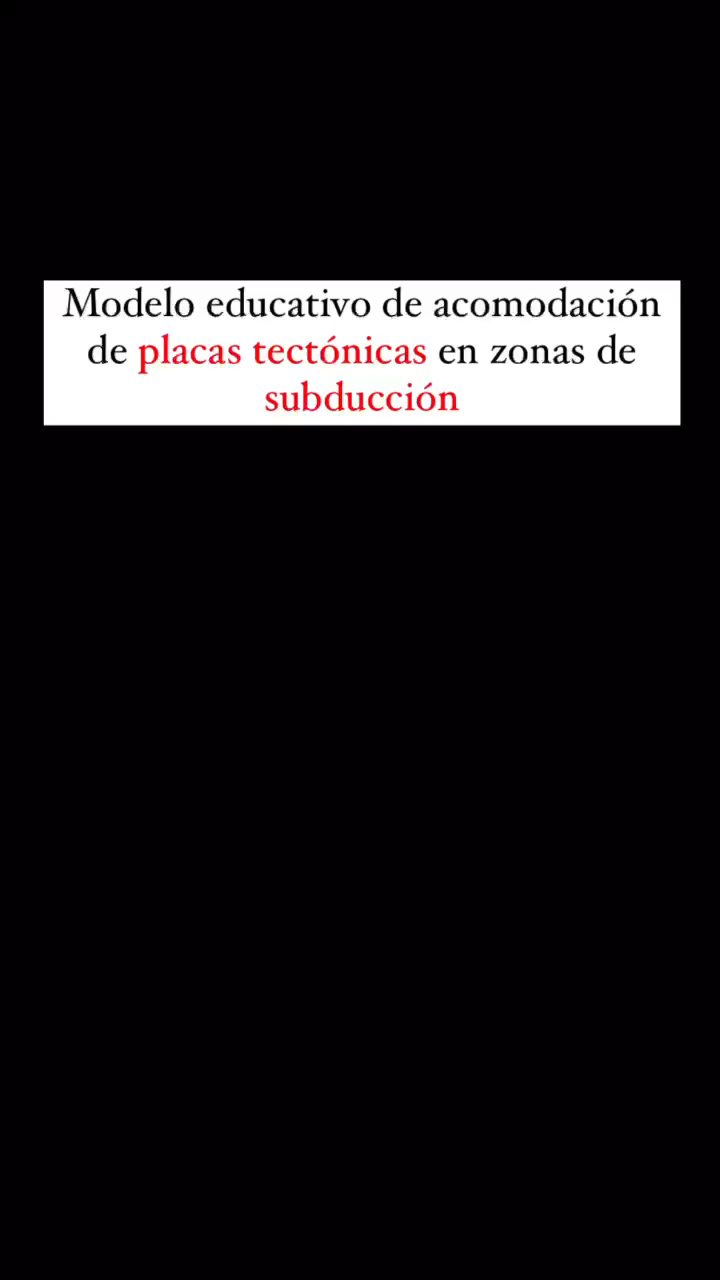 Modelo educativo de acomodación
de placas tectónicas en zonas de
subducción